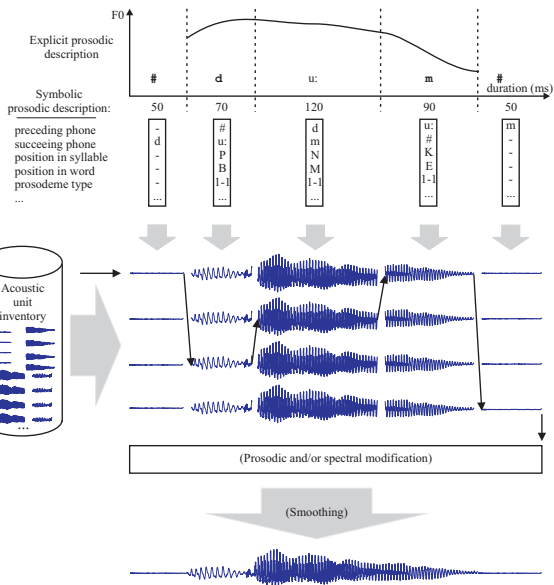 F0
Explicit prosodic
description
# d u: m #
duration (ms)
Symbolic
prosodic description:
50 70 120 90 50
preceding phone - # d u: m
succeeing phone d u: m # -
position in syllable - P N K -
position in word - B M E -
prosodeme type - 1-1 1-1 1-1 -
... ... ... ... ... ...
Acoustic
unit
inventory
...
(Prosodic and/or spectral modification)
(Smoothing)